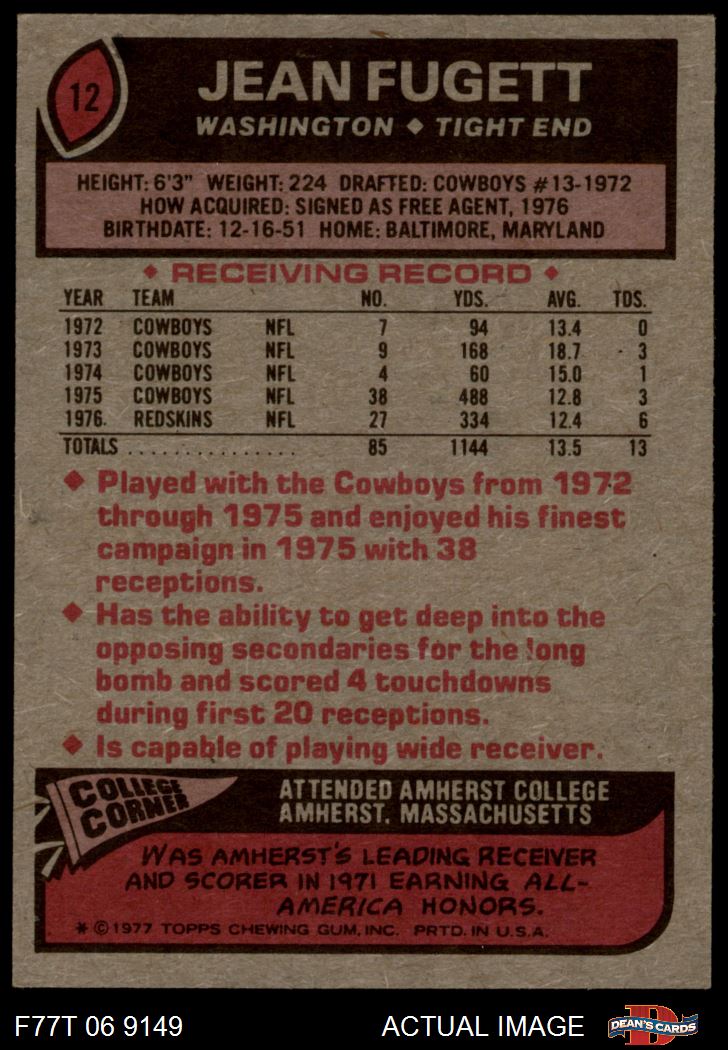 12
JEAN FUGETT
WASHINGTON ◆ TIGHT END
HEIGHT: 6'3" WEIGHT: 224 DRAFTED: COWBOYS #13-1972
HOW ACQUIRED: SIGNED AS FREE AGENT, 1976
BIRTHDATE: 12-16-51 HOME: BALTIMORE, MARYLAND
◆ RECEIVING RECORD ◆
YEAR TEAM NO. YDS. AVG. TDS.
1972 COWBOYS NFL 7 94 13.4 0
1973 COWBOYS NFL 9 168 18.7 3
1974 COWBOYS NFL 4 60 15.0 1
1975 COWBOYS NFL 38 488 12.8 3
1976. REDSKINS NFL 27 334 12.4 6
TOTALS . . . . . . . . . . . . . . . 85 1144 13.5 13
◆ Played with the Cowboys from 1972
through 1975 and enjoyed his finest
campaign in 1975 with 38
receptions.
◆ Has the ability to get deep into the
opposing secondaries for the long
bomb and scored 4 touchdowns
during first 20 receptions.
◆ Is capable of playing wide receiver.
COLLEGE
CORNER
ATTENDED AMHERST COLLEGE
AMHERST, MASSACHUSETTS
WAS AMHERST'S LEADING RECEIVER
AND SCORER IN 1971 EARNING ALL-
AMERICA HONORS.
* © 1977 TOPPS CHEWING GUM, INC. PRTD. IN U.S.A.
F77T 06 9149 ACTUAL IMAGE
D
DEAN'S CARDS